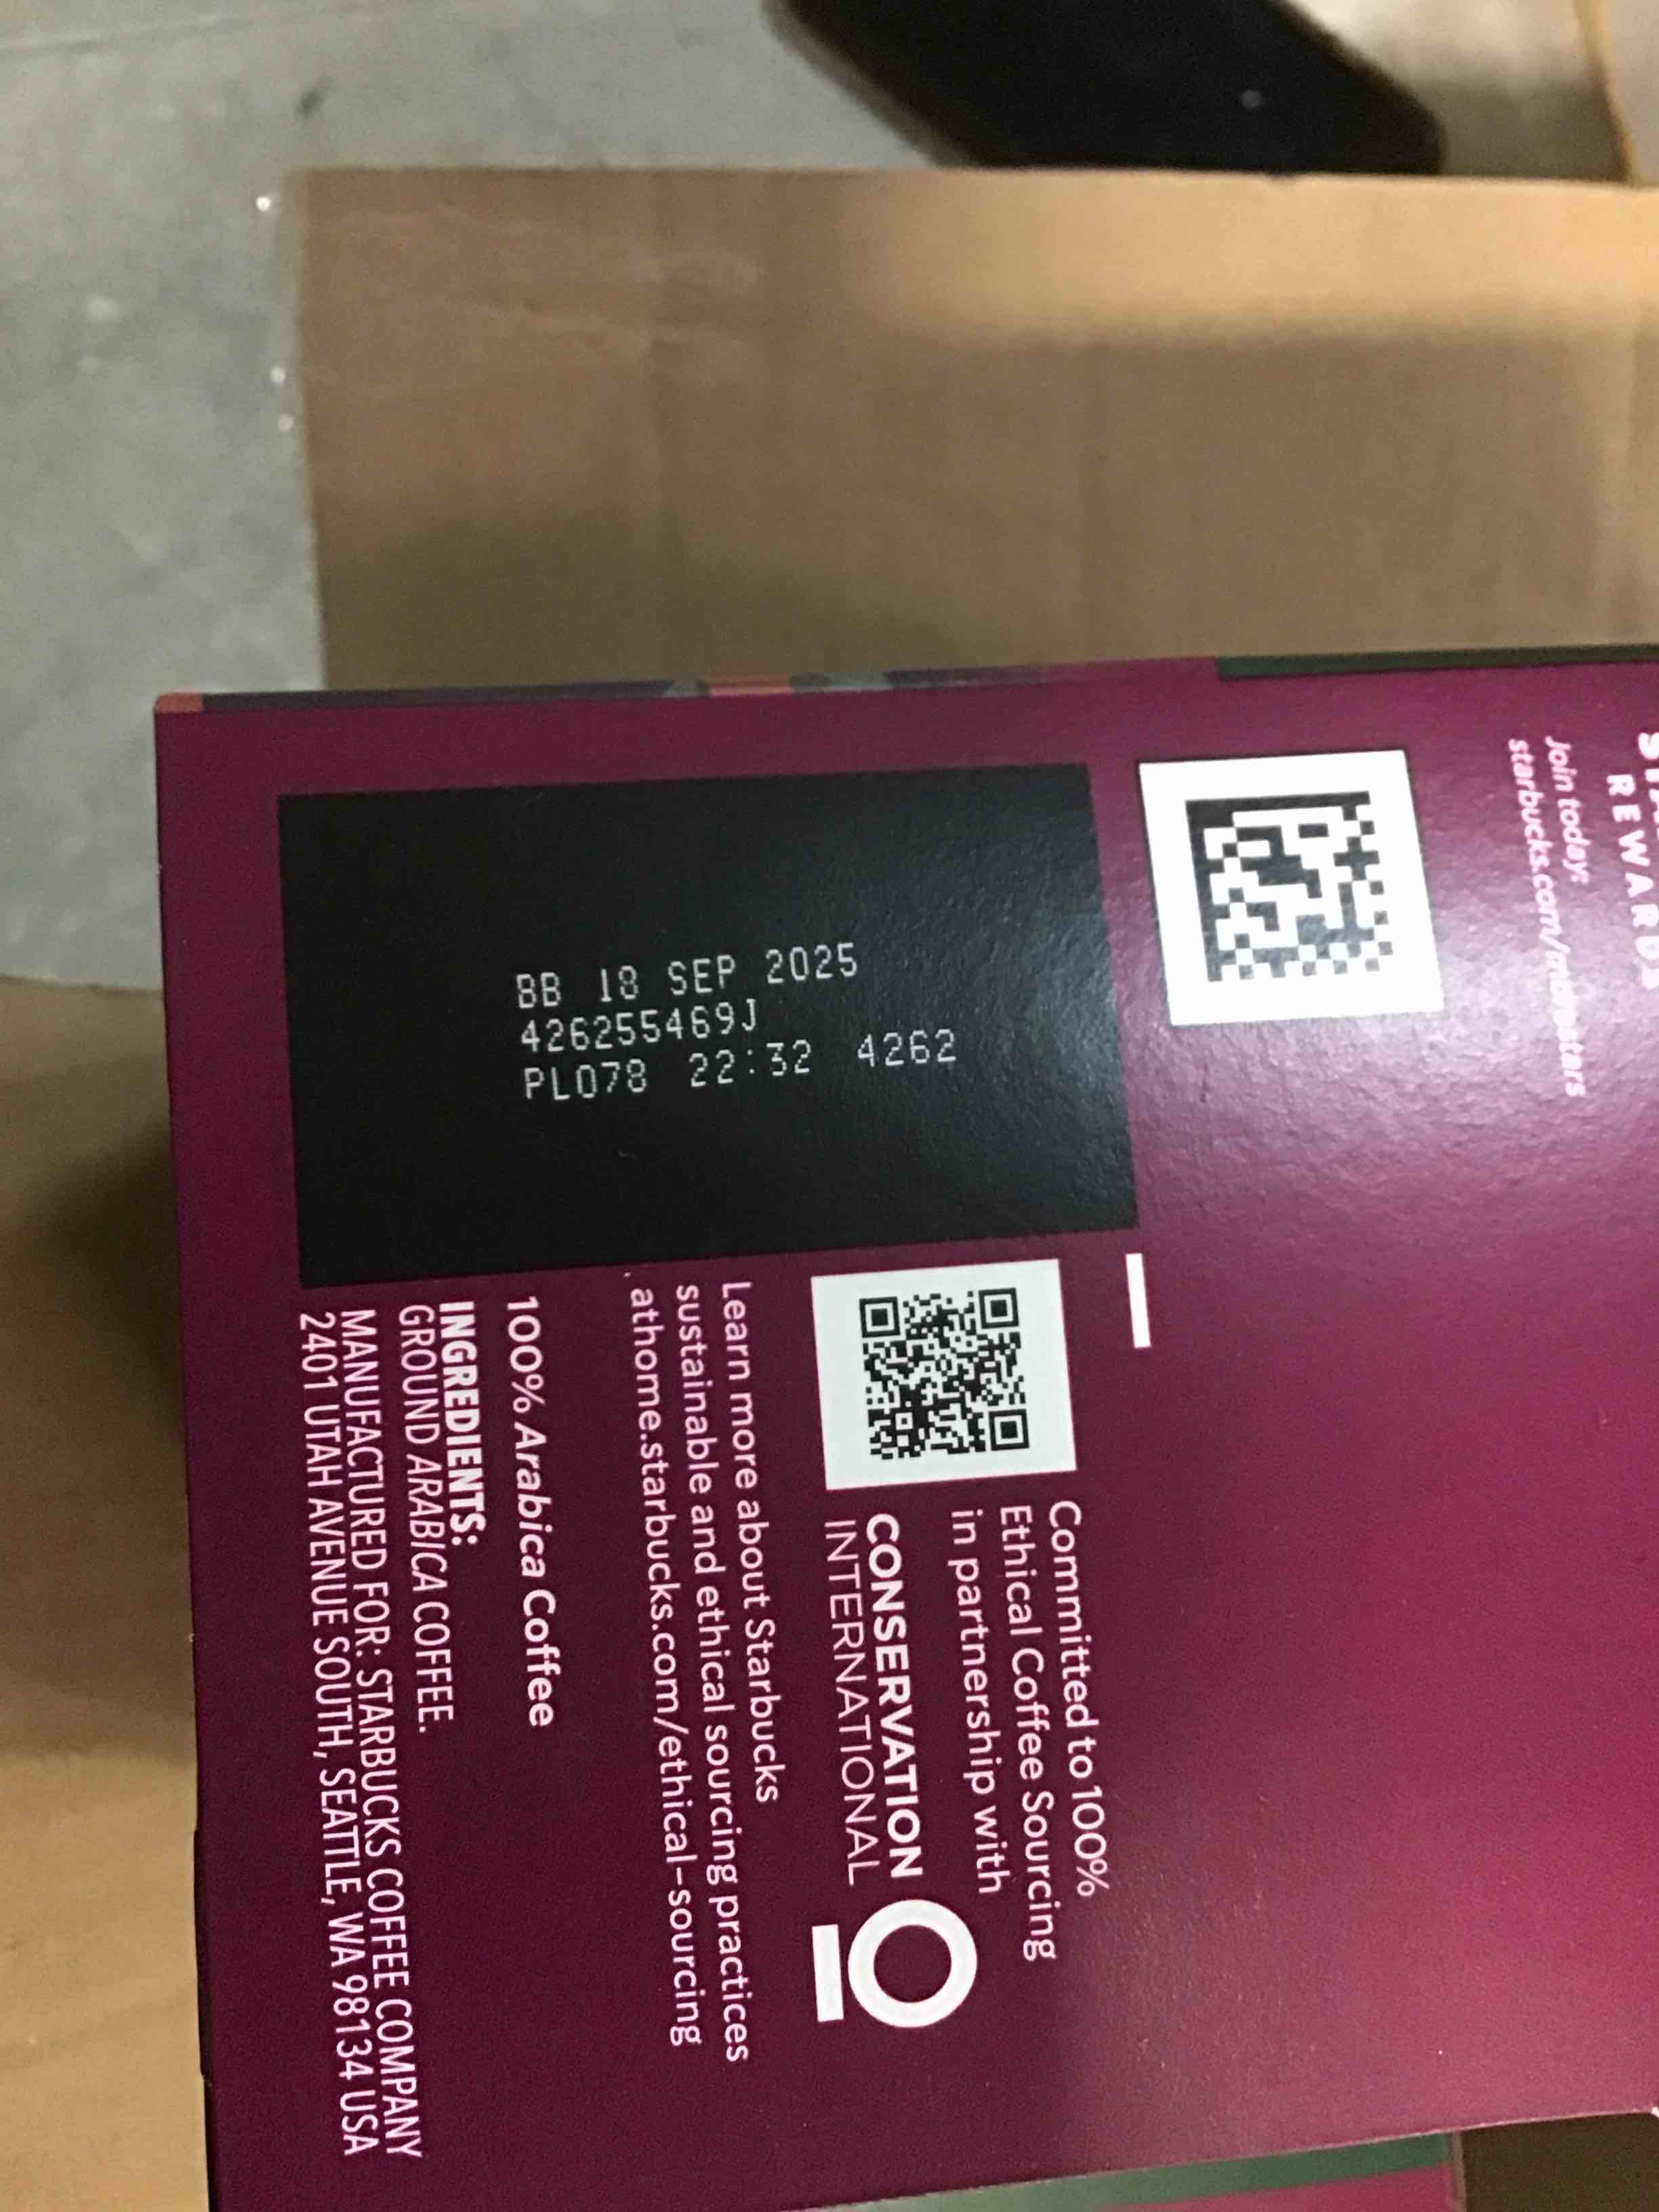 REWARDS
Join today:
starbucks.com/morestars
BB 18 SEP 2025
426255469J
PL078 22:32 4262
Committed to 100%
Ethical Coffee Sourcing
in partnership with
CONSERVATION
INTERNATIONAL
Learn more about Starbucks
sustainable and ethical sourcing practices
athome.starbucks.com/ethical-sourcing
100% Arabica Coffee
INGREDIENTS:
GROUND ARABICA COFFEE.
MANUFACTURED FOR: STARBUCKS COFFEE COMPANY
2401 UTAH AVENUE SOUTH, SEATTLE, WA 98134 USA